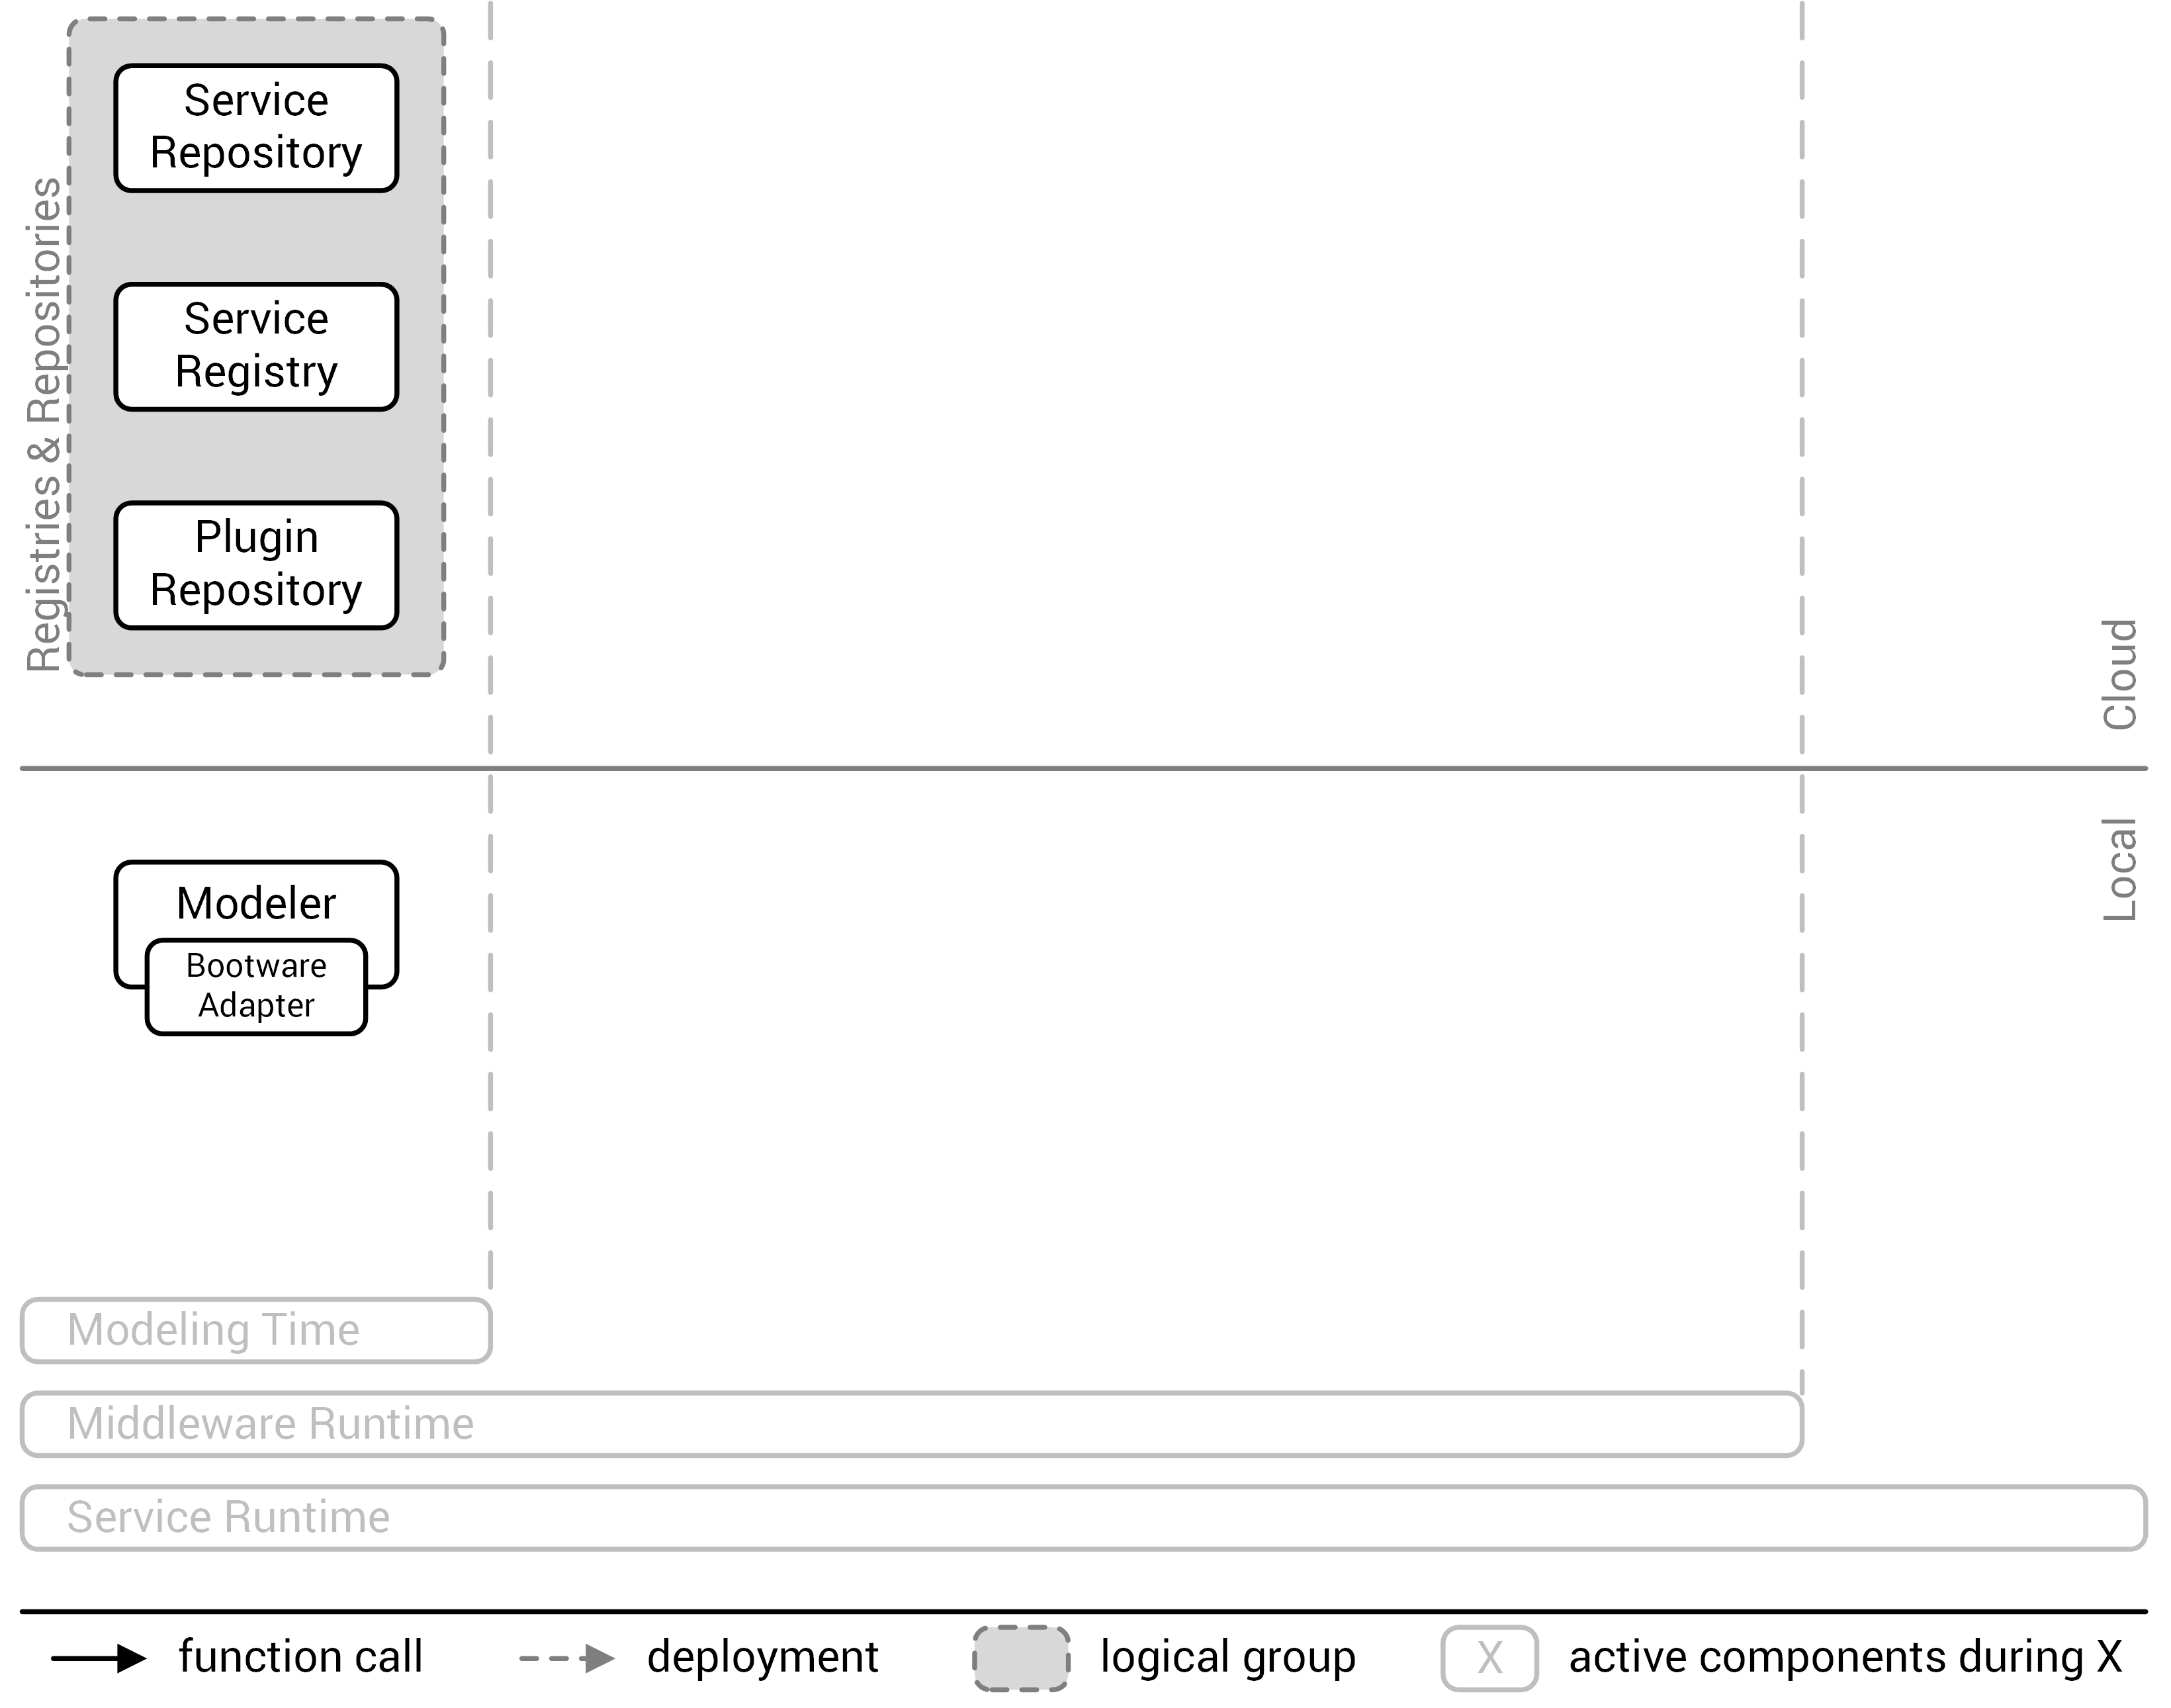 Registries & Repositories
Service
Repository
Service
Registry
Plugin
Repository
Cloud
Local
Modeler
Bootware
Adapter
Modeling Time
Middleware Runtime
Service Runtime
function call
deployment
logical group
X
active components during X